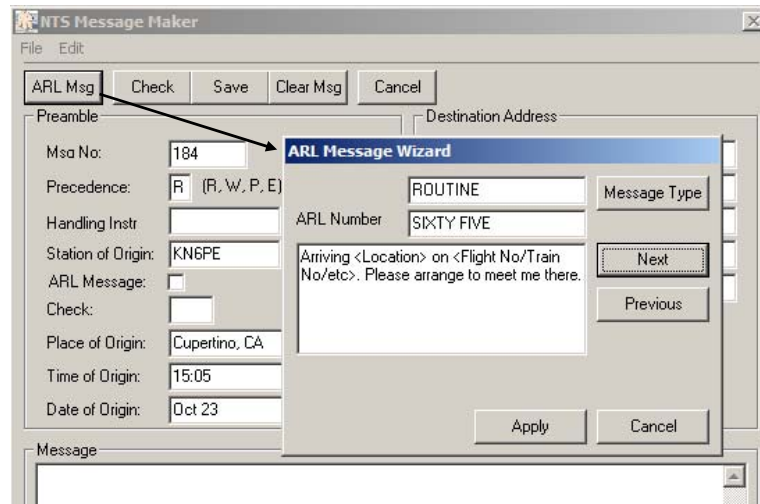 NTS Message Maker
File Edit
ARL Msg Check Save Clear Msg Cancel
Preamble
Destination Address
Msg No: 184
Precedence: R (R, W, P, E)
Handling Instr
Station of Origin: KN6PE
ARL Message:
Check:
Place of Origin: Cupertino, CA
Time of Origin: 15:05
Date of Origin: Oct 23
ARL Message Wizard
ROUTINE Message Type
ARL Number SIXTY FIVE
Arriving <Location> on <Flight No/Train
No/etc>. Please arrange to meet me there.
Next
Previous
Apply Cancel
Message